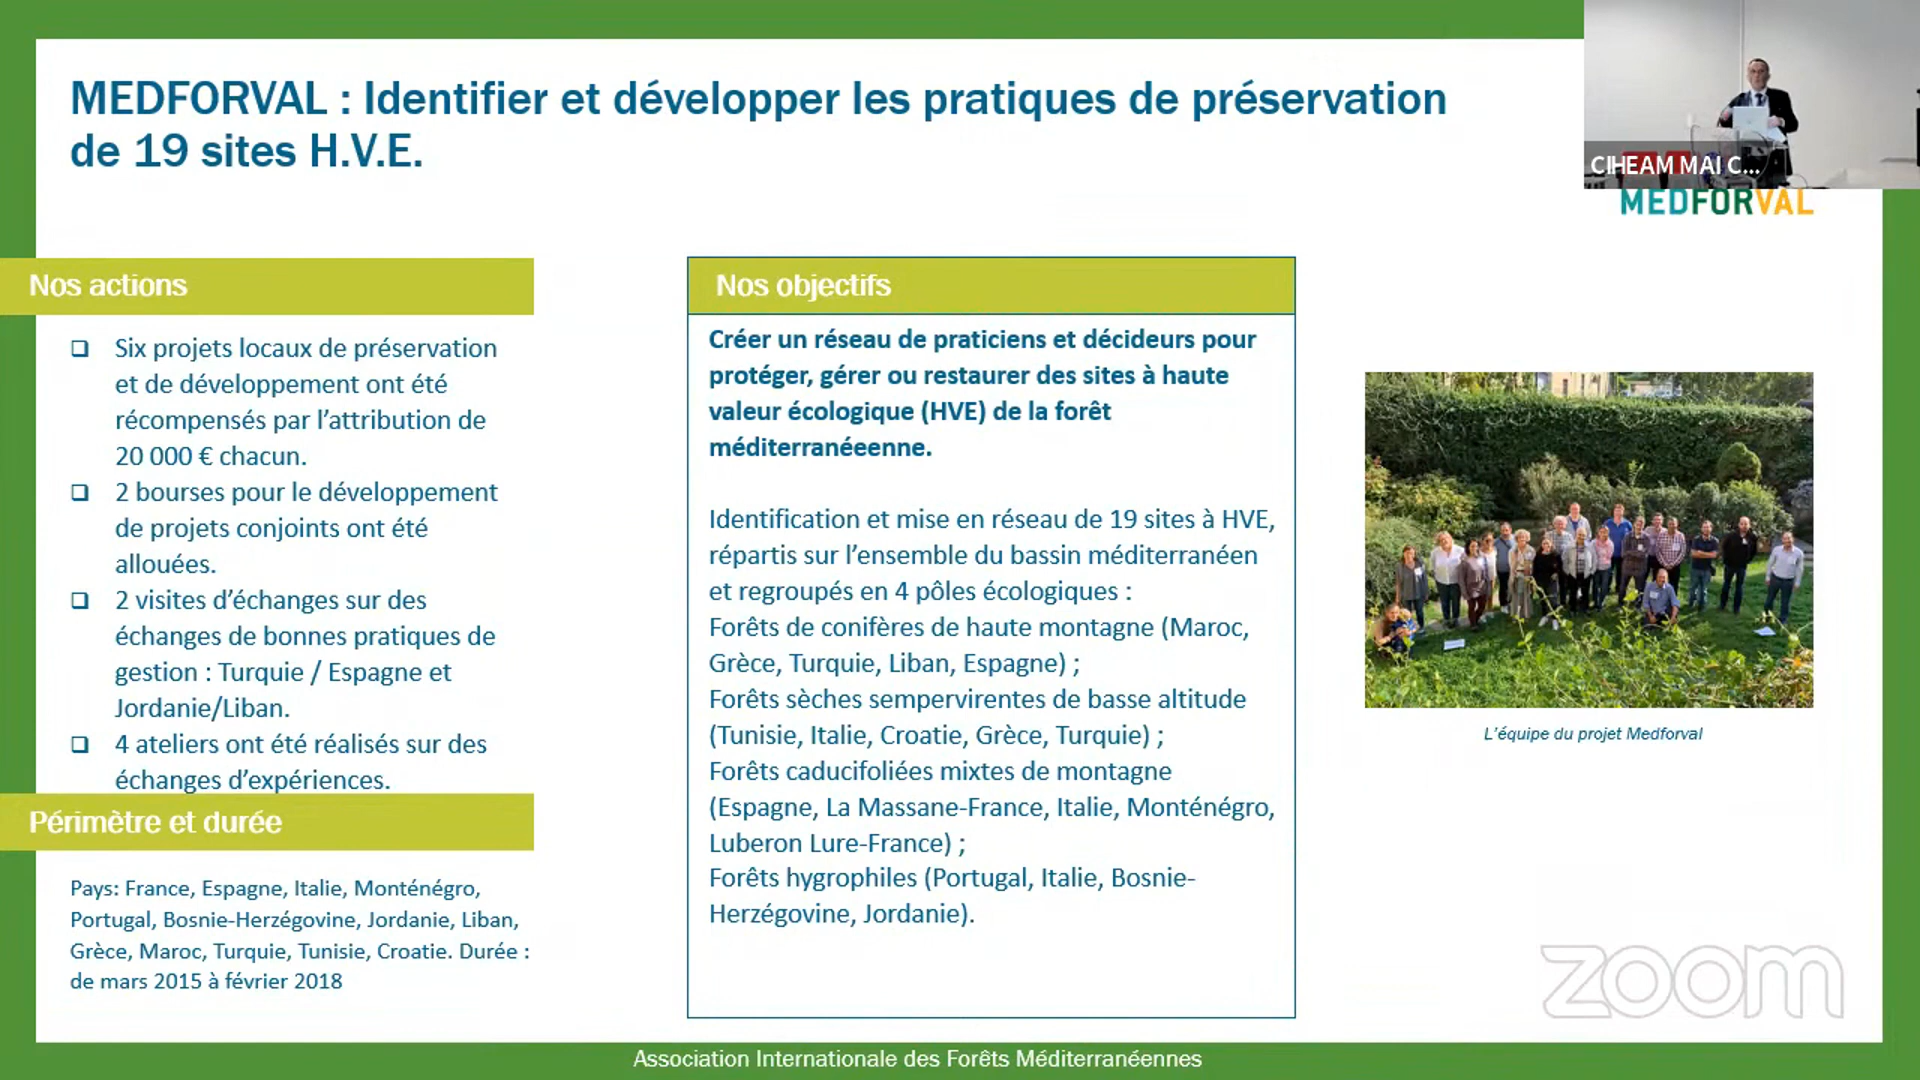 MEDFORVAL : Identifier et développer les pratiques de préservation
de 19 sites H.V.E.
CIHEAM MAI C...
MEDFORVAL
Nos actions
❑ Six projets locaux de préservation
et de développement ont été
récompensés par l’attribution de
20 000 € chacun.
❑ 2 bourses pour le développement
de projets conjoints ont été
allouées.
❑ 2 visites d’échanges sur des
échanges de bonnes pratiques de
gestion : Turquie / Espagne et
Jordanie/Liban.
❑ 4 ateliers ont été réalisés sur des
échanges d’expériences.
Périmètre et durée
Pays: France, Espagne, Italie, Monténégro,
Portugal, Bosnie-Herzégovine, Jordanie, Liban,
Grèce, Maroc, Turquie, Tunisie, Croatie. Durée :
de mars 2015 à février 2018
Nos objectifs
Créer un réseau de praticiens et décideurs pour
protéger, gérer ou restaurer des sites à haute
valeur écologique (HVE) de la forêt
méditerranéeenne.
Identification et mise en réseau de 19 sites à HVE,
répartis sur l’ensemble du bassin méditerranéen
et regroupés en 4 pôles écologiques :
Forêts de conifères de haute montagne (Maroc,
Grèce, Turquie, Liban, Espagne) ;
Forêts sèches sempervirentes de basse altitude
(Tunisie, Italie, Croatie, Grèce, Turquie) ;
Forêts caducifoliées mixtes de montagne
(Espagne, La Massane-France, Italie, Monténégro,
Luberon Lure-France) ;
Forêts hygrophiles (Portugal, Italie, Bosnie-
Herzégovine, Jordanie).
L’équipe du projet Medforval
zoom
Association Internationale des Forêts Méditerranéennes